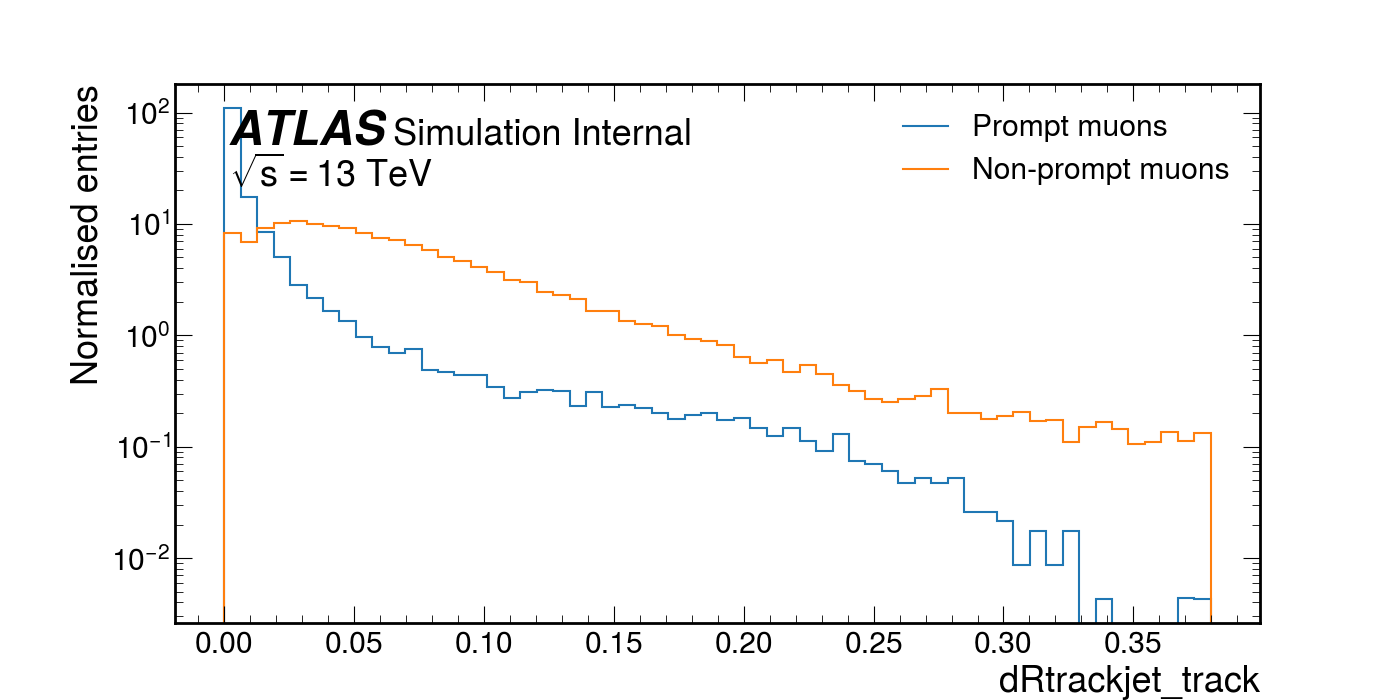 ATLAS Simulation Internal
√s = 13 TeV
Prompt muons
Non-prompt muons
Normalised entries
10²
10¹
10⁰
10⁻¹
10⁻²
0.00 0.05 0.10 0.15 0.20 0.25 0.30 0.35
dRtrackjet_track